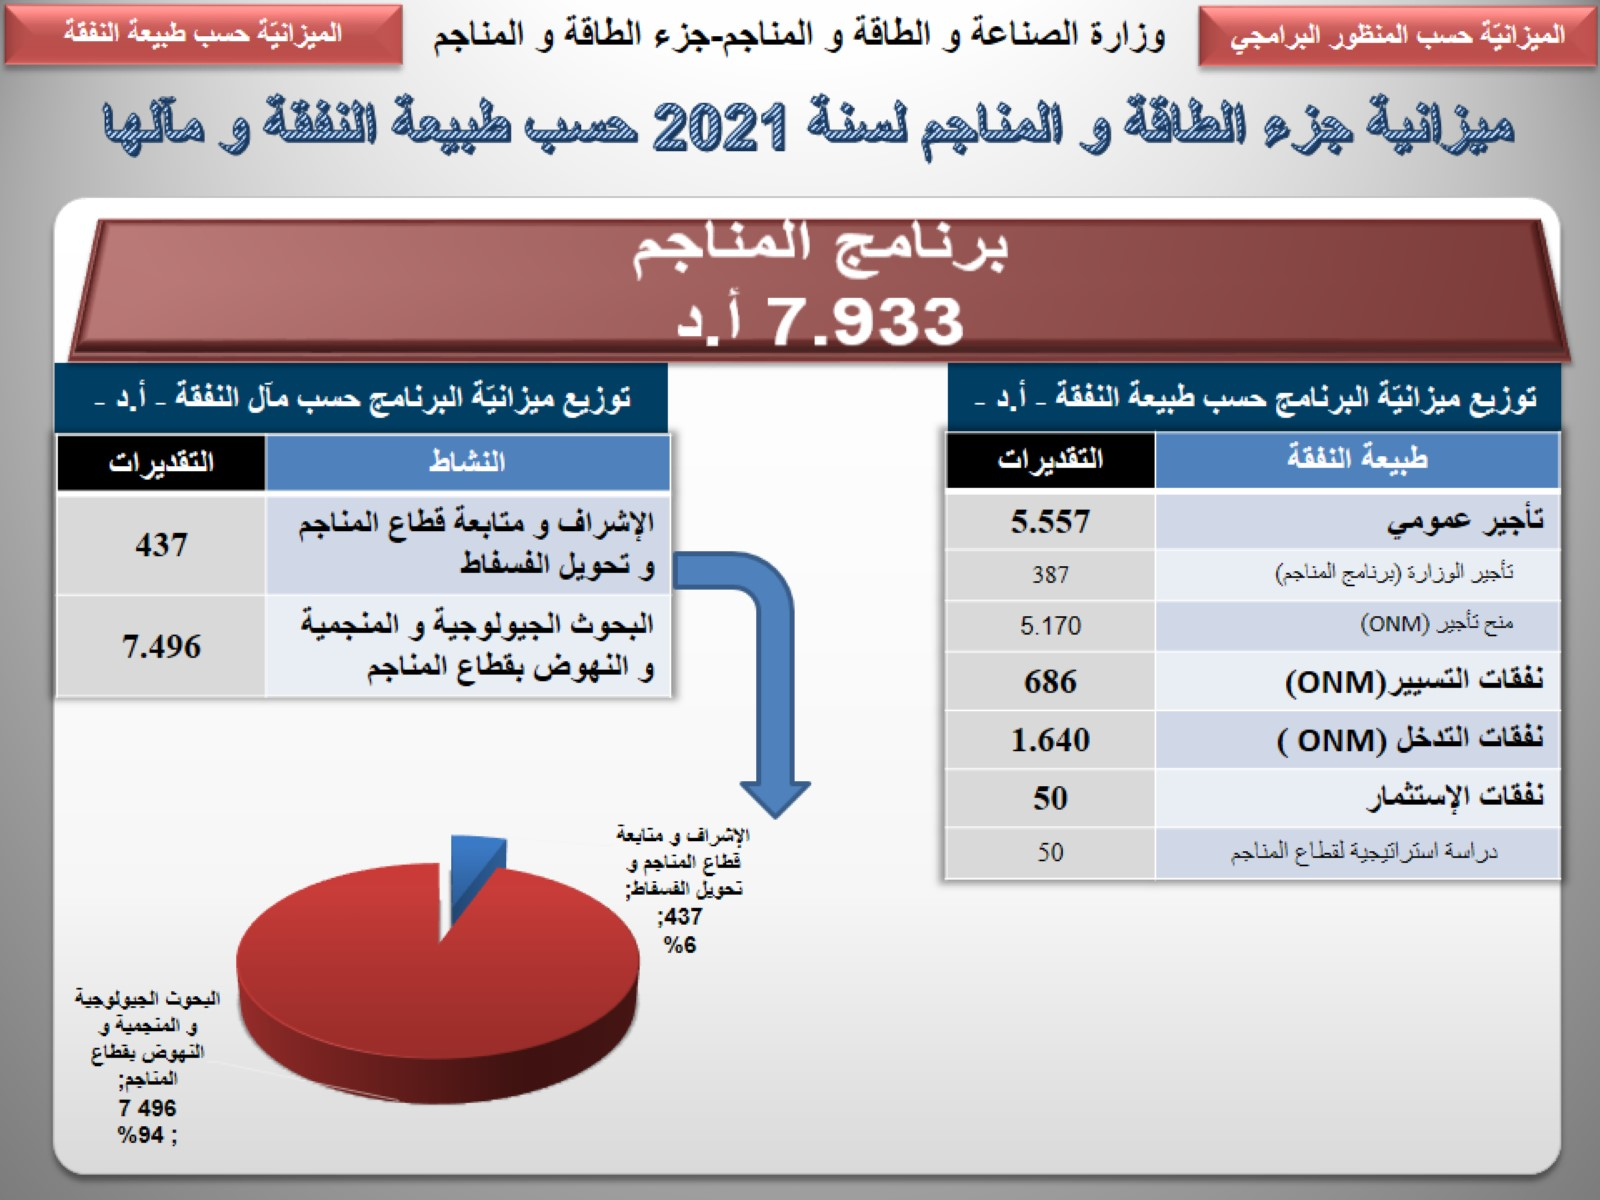 الميزانيّة حسب المنظور البرامجي
وزارة الصناعة و الطاقة و المناجم-جزء الطاقة و المناجم
الميزانيّة حسب طبيعة النفقة
ميزانية جزء الطاقة و المناجم لسنة 2021 حسب طبيعة النفقة و مآلها
برنامج المناجم
7.933 أ.د
توزيع ميزانيّة البرنامج حسب طبيعة النفقة - أ.د -
طبيعة النفقة التقديرات
تأجير عمومي 5.557
تأجير الوزارة (برنامج المناجم) 387
منح تأجير (ONM) 5.170
نفقات التسيير(ONM) 686
نفقات التدخل (ONM ) 1.640
نفقات الإستثمار 50
دراسة استراتيجية لقطاع المناجم 50
توزيع ميزانيّة البرنامج حسب مآل النفقة - أ.د -
النشاط التقديرات
الإشراف و متابعة قطاع المناجم
و تحويل الفسفاط 437
البحوث الجيولوجية و المنجمية
و النهوض بقطاع المناجم 7.496
الإشراف و متابعة
قطاع المناجم و
تحويل الفسفاط;
437;
%6
البحوث الجيولوجية
و المنجمية و
النهوض بقطاع
المناجم;
7 496
; 94%